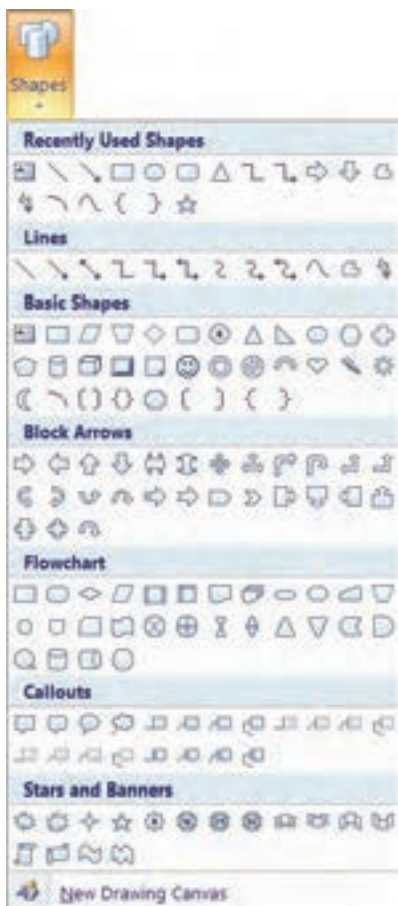 Shapes
Recently Used Shapes
Lines
Basic Shapes
Block Arrows
Flowchart
Callouts
Stars and Banners
New Drawing Canvas